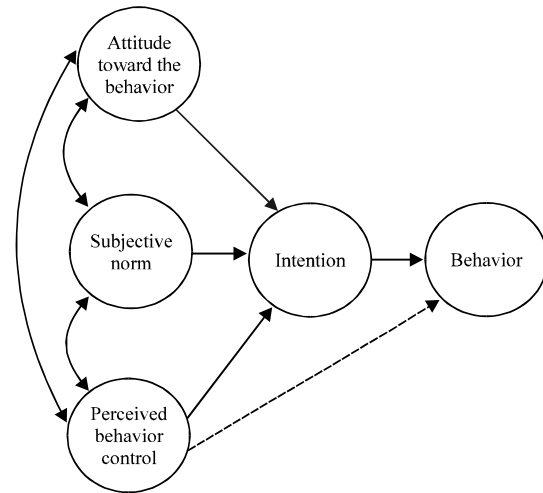 Attitude
toward the
behavior
Subjective
norm
Intention
Behavior
Perceived
behavior
control